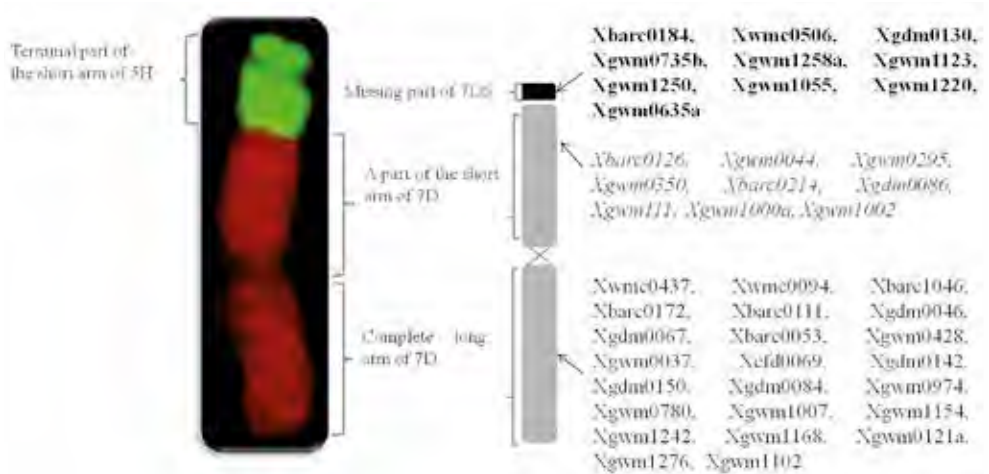 Terminal part of
the short arm of 5H
Missing part of 7DS
A part of the short
arm of 7D
Complete long
arm of 7D
Xbarc0184, Xwmc0506, Xgdm0130,
Xgwm0735b, Xgwm1258a, Xgwm1123,
Xgwm1250, Xgwm1055, Xgwm1220,
Xgwm0635a
Xbarc0126, Xgwm0044, Xgwm0295,
Xgwm0350, Xbarc0214, Xgdm0086,
Xgwm111, Xgwm1000a, Xgwm1002
Xwmc0437, Xwmc0094, Xbarc1046,
Xbarc0172, Xbarc0111, Xgdm0046,
Xgdm0067, Xbarc0053, Xgwm0428,
Xgwm0037, Xcfd0069, Xgdm0142,
Xgdm0150, Xgdm0084, Xgwm0974,
Xgwm0780, Xgwm1007, Xgwm1154,
Xgwm1242, Xgwm1168, Xgwm0121a,
Xgwm1276, Xgwm1102